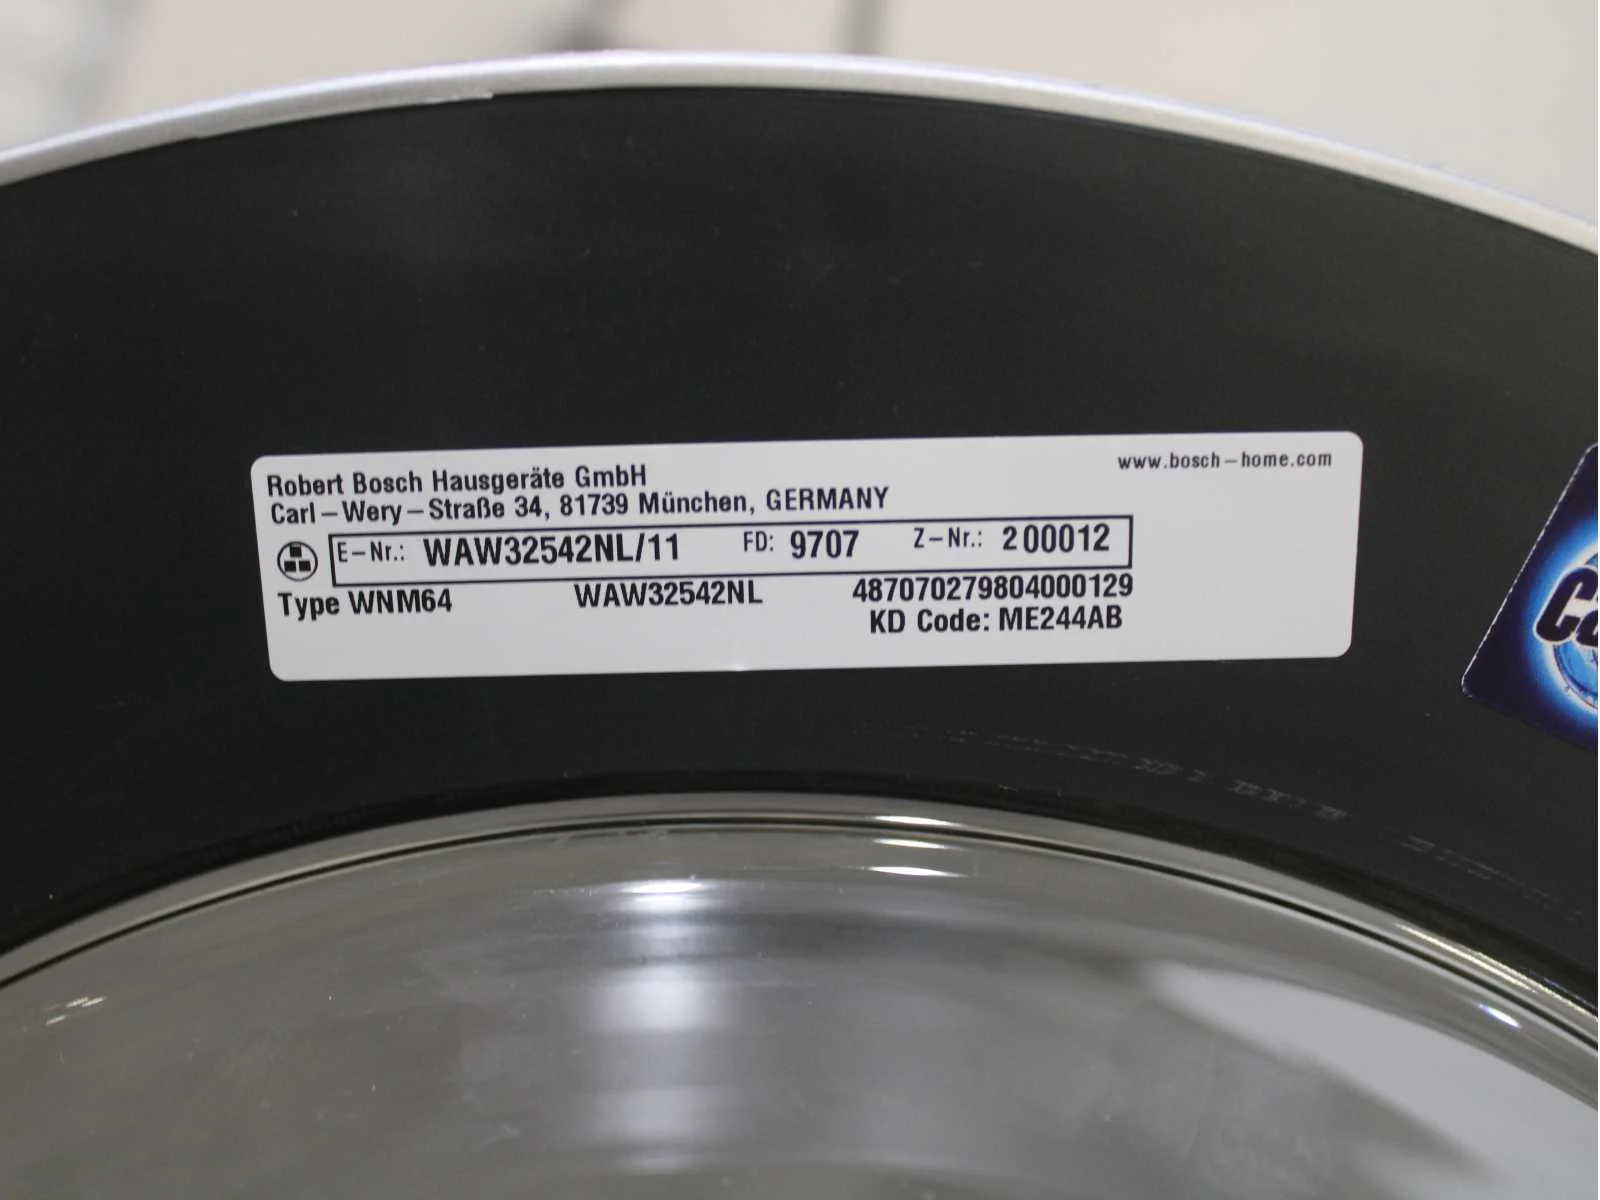 Robert Bosch Hausgeräte GmbH
www.bosch-home.com
Carl-Wery-Straße 34, 81739 München, GERMANY
E-Nr.: WAW32542NL/11 FD: 9707 Z-Nr.: 200012
Type WNM64 WAW32542NL 487070279804000129
KD Code: ME244AB